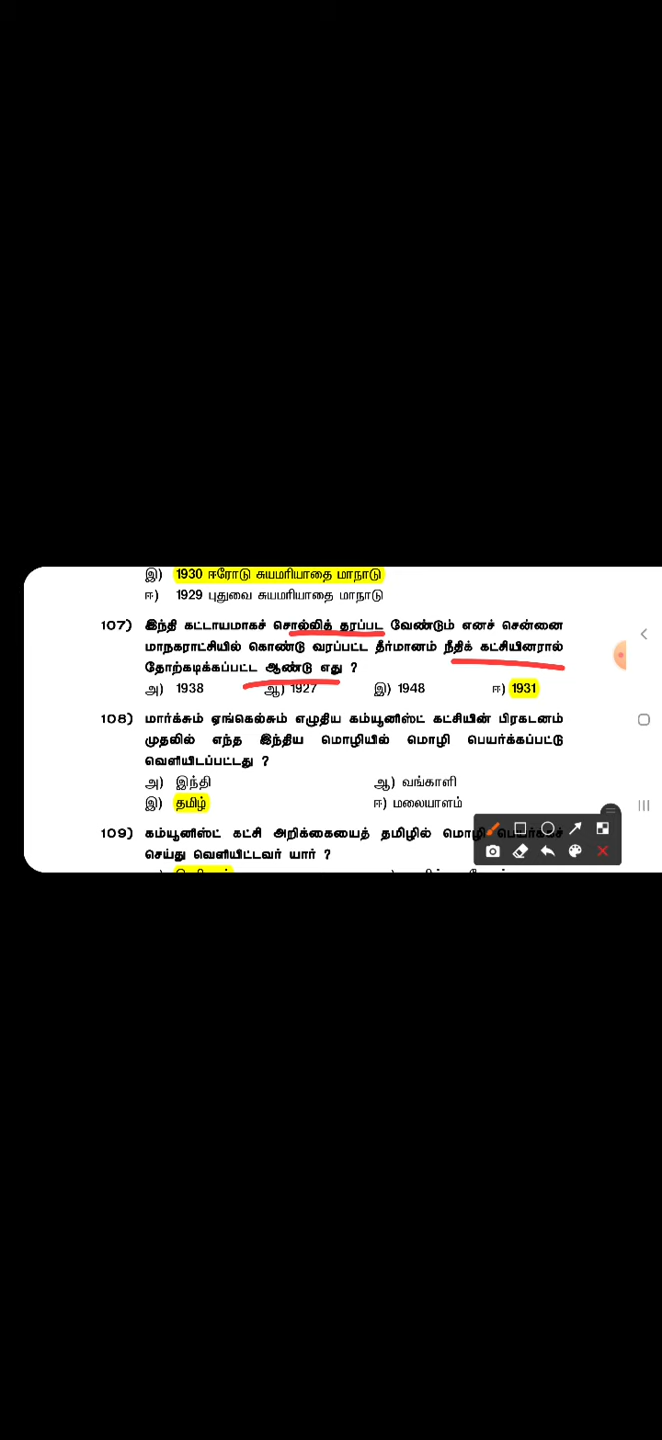 இ) 1930 ஈரோடு சுயமரியாதை மாநாடு
ஈ) 1929 புதுவை சுயமரியாதை மாநாடு
107) இந்தி கட்டாயமாகச் சொல்லித் தரப்பட வேண்டும் எனச் சென்னை
மாநகராட்சியில் கொண்டு வரப்பட்ட தீர்மானம் நீதிக் கட்சியினரால்
தோற்கடிக்கப்பட்ட ஆண்டு எது ?
அ) 1938 ஆ) 1927 இ) 1948 ஈ) 1931
108) மார்க்சும் ஏங்கெல்சும் எழுதிய கம்யூனிஸ்ட் கட்சியின் பிரகடனம்
முதலில் எந்த இந்திய மொழியில் மொழி பெயர்க்கப்பட்டு
வெளியிடப்பட்டது ?
அ) இந்தி ஆ) வங்காளி
இ) தமிழ் ஈ) மலையாளம்
109) கம்யூனிஸ்ட் கட்சி அறிக்கையைத் தமிழில் மொழி
செய்து வெளியிட்டவர் யார் ?